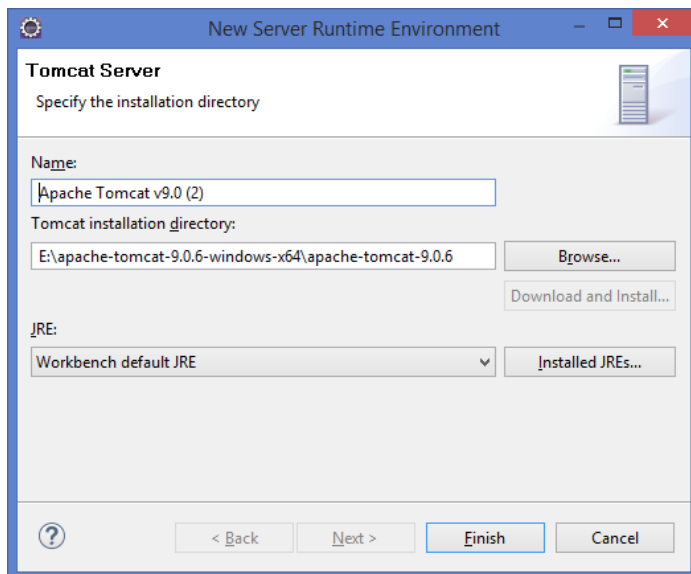 New Server Runtime Environment
Tomcat Server
Specify the installation directory
Name:
Apache Tomcat v9.0 (2)
Tomcat installation directory:
E:\apache-tomcat-9.0.6-windows-x64\apache-tomcat-9.0.6
Browse...
Download and Install...
JRE:
Workbench default JRE
Installed JREs...
?
< Back
Next >
Finish
Cancel